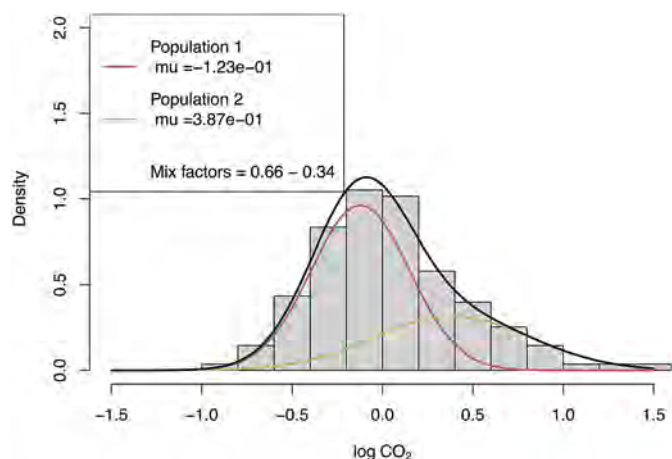 2.0
1.5
1.0
0.5
0.0
Density
Population 1
mu =−1.23e−01
Population 2
mu =3.87e−01
Mix factors = 0.66 − 0.34
−1.5 −1.0 −0.5 0.0 0.5 1.0 1.5
log CO₂